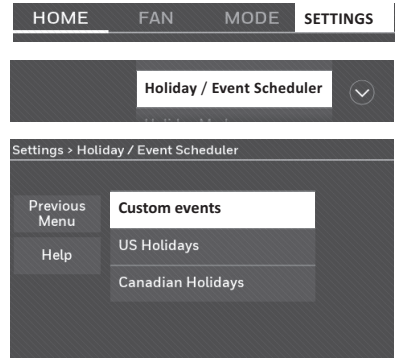 HOME FAN MODE SETTINGS
Holiday / Event Scheduler
Settings > Holiday / Event Scheduler
Previous
Menu
Custom events
Help
US Holidays
Canadian Holidays